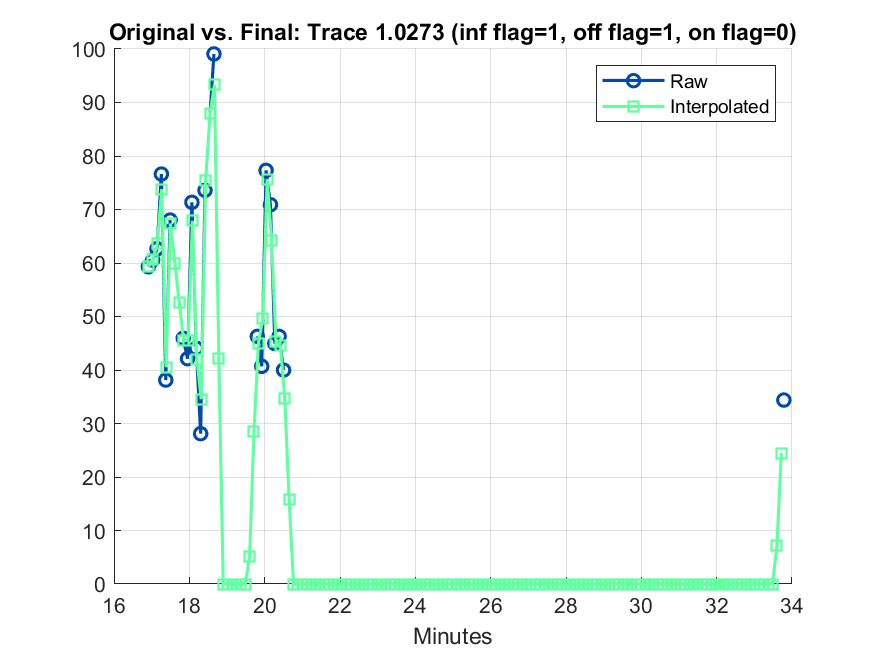 Original vs. Final: Trace 1.0273 (inf flag=1, off flag=1, on flag=0)
100
90
80
70
60
50
40
30
20
10
0
Raw
Interpolated
16 18 20 22 24 26 28 30 32 34
Minutes